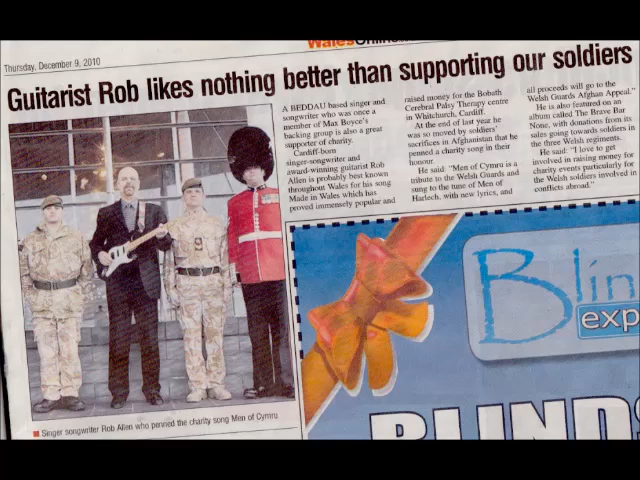 WalesOnline
Thursday, December 9, 2010
Guitarist Rob likes nothing better than supporting our soldiers
A BEDDAU based singer and
songwriter who was once a
member of Max Boyce's
backing group is also a great
supporter of charity.
Cardiff-born
singer-songwriter and
award-winning guitarist Rob
Allen is probably best known
throughout Wales for his song
Made in Wales which has
proved immensely popular and
raised money for the Bobath
Cerebral Palsy Therapy centre
in Whitchurch, Cardiff.
At the end of last year he
was so moved by soldiers'
sacrifices in Afghanistan that he
penned a charity song in their
honour.
He said: "Men of Cymru is a
tribute to the Welsh Guards and
sung to the tune of Men of
Harlech, with new lyrics, and
all proceeds will go to the
Welsh Guards Afghan Appeal."
He is also featured on an
album called The Brave Bar
None, with donations from its
sales going towards soldiers in
the three Welsh regiments.
He said: "I love to get
involved in raising money for
charity events particularly for
the Welsh soldiers involved in
conflicts abroad."
Singer songwriter Rob Allen who penned the charity song Men of Cymru
Blin
exp
BLINDS